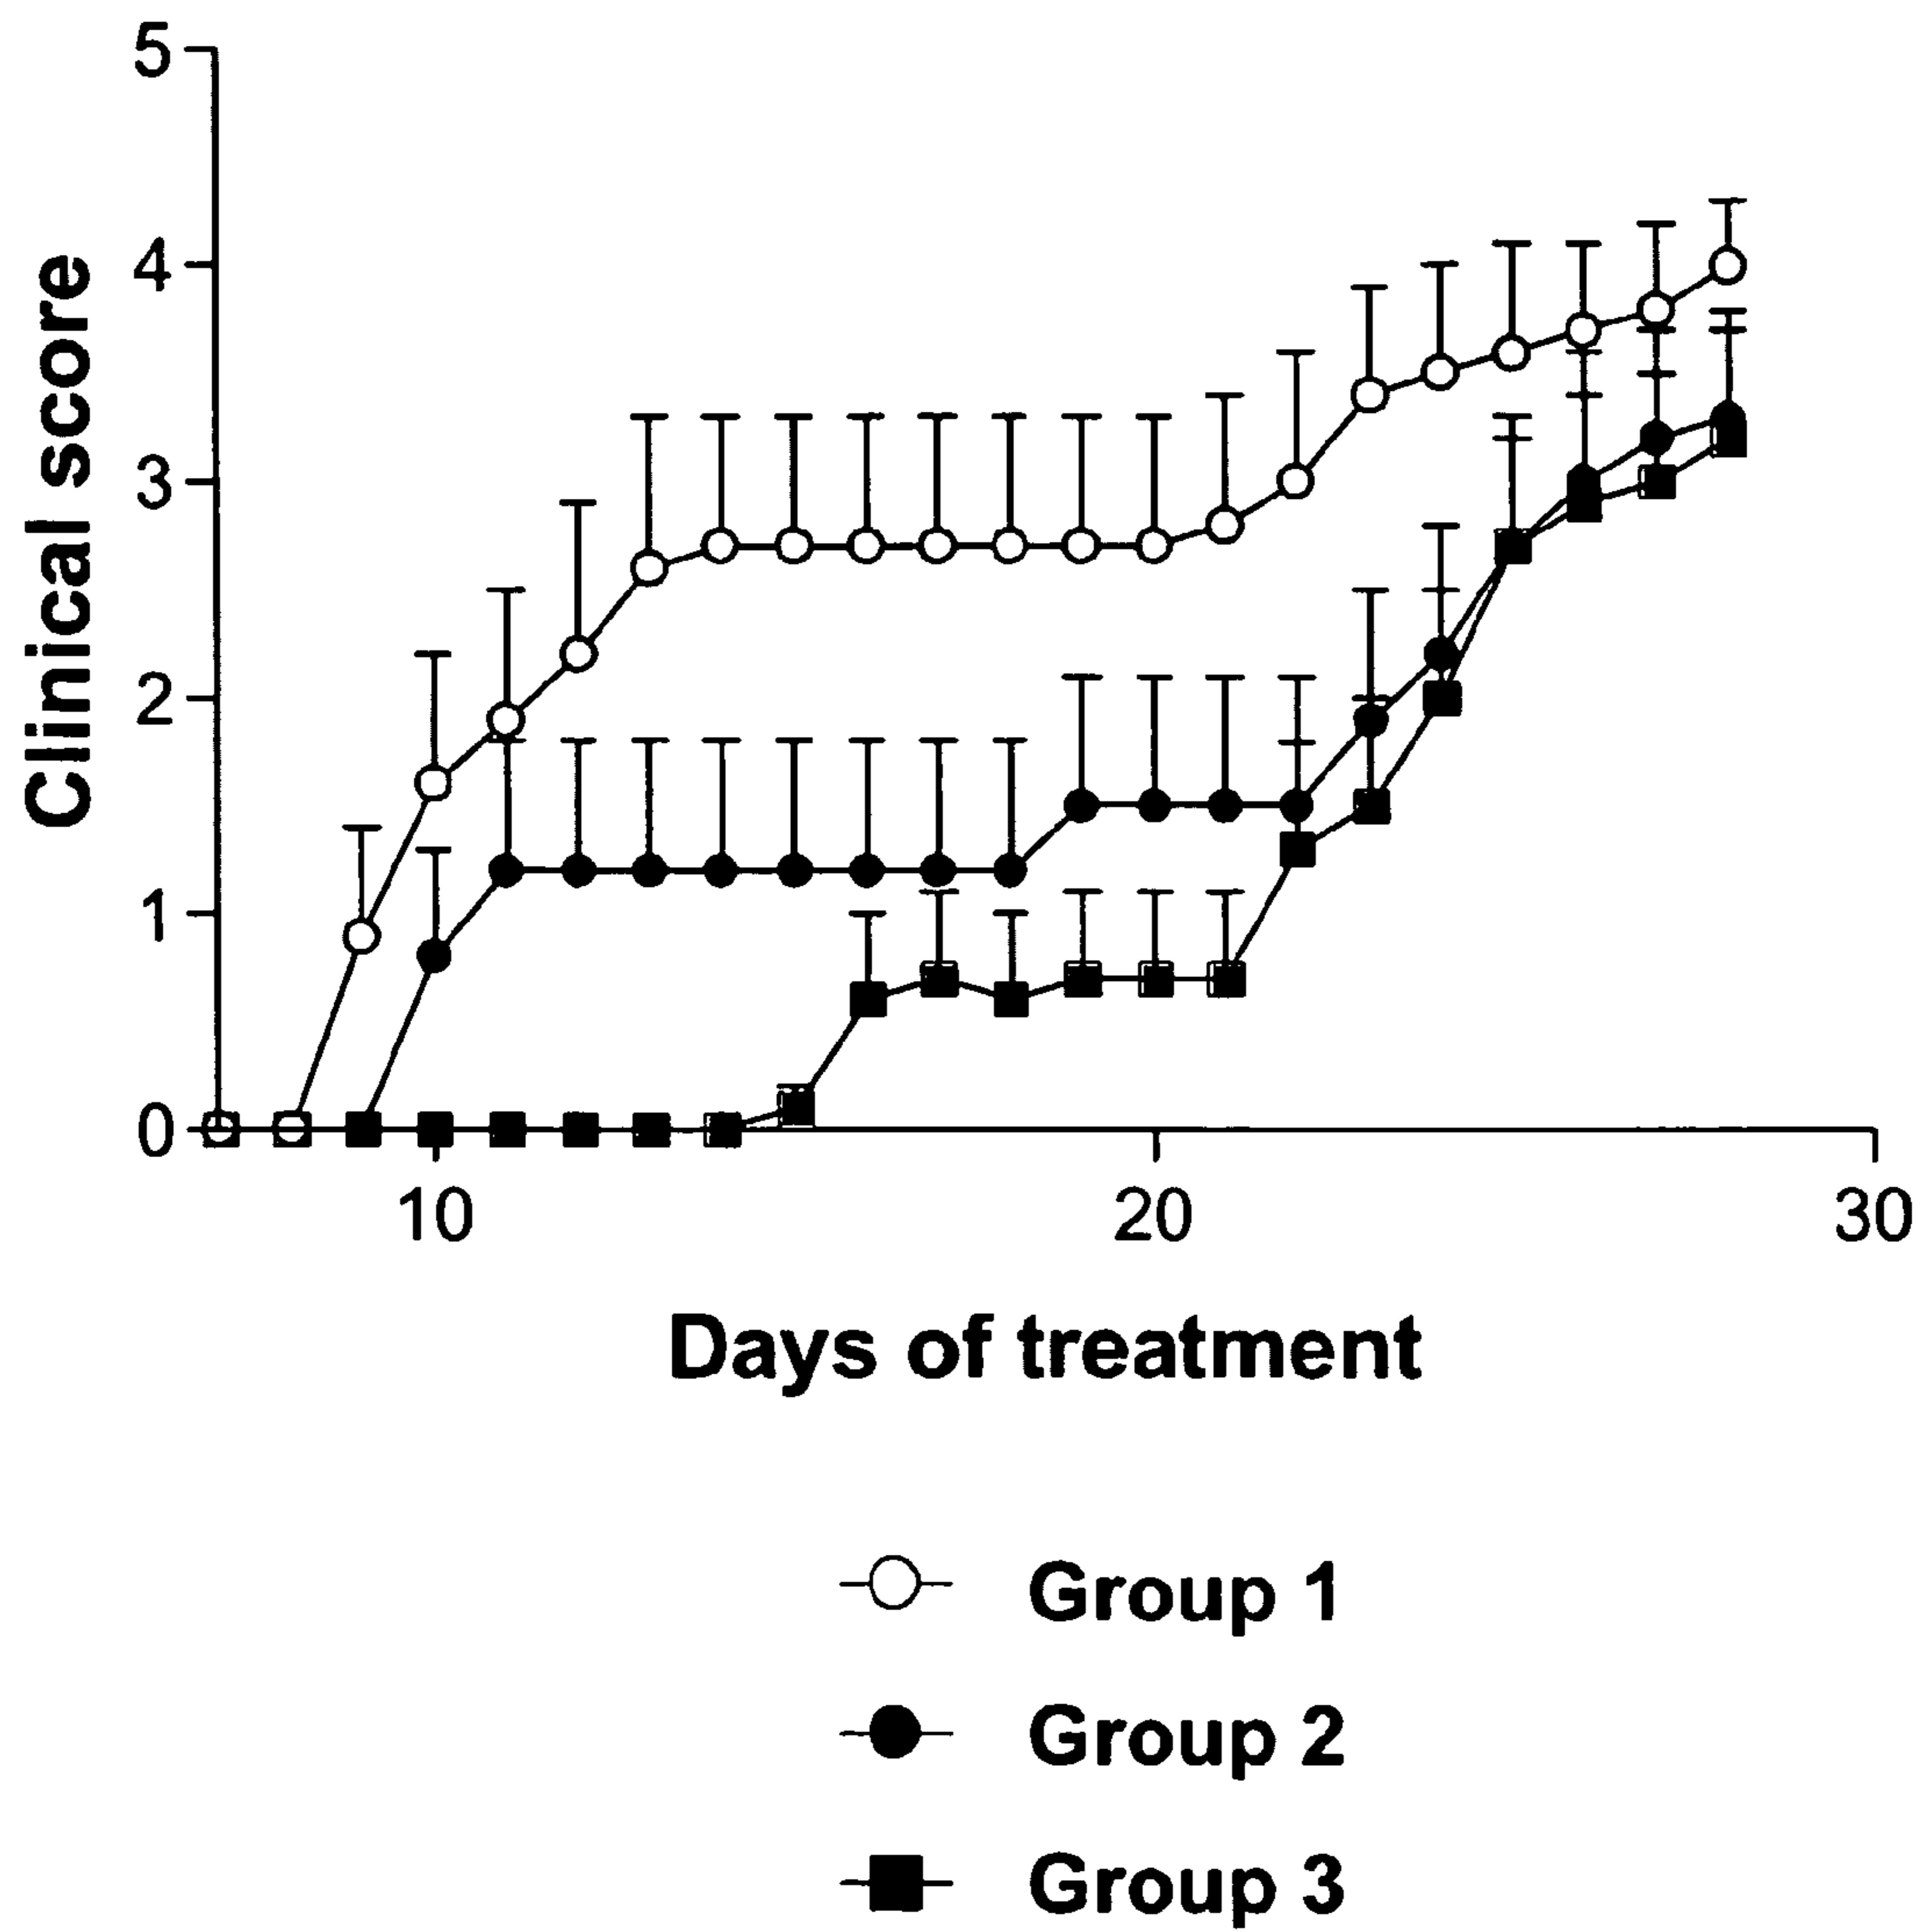 5
4
3
2
1
0
Clinical score
10 20 30
Days of treatment
Group 1
Group 2
Group 3